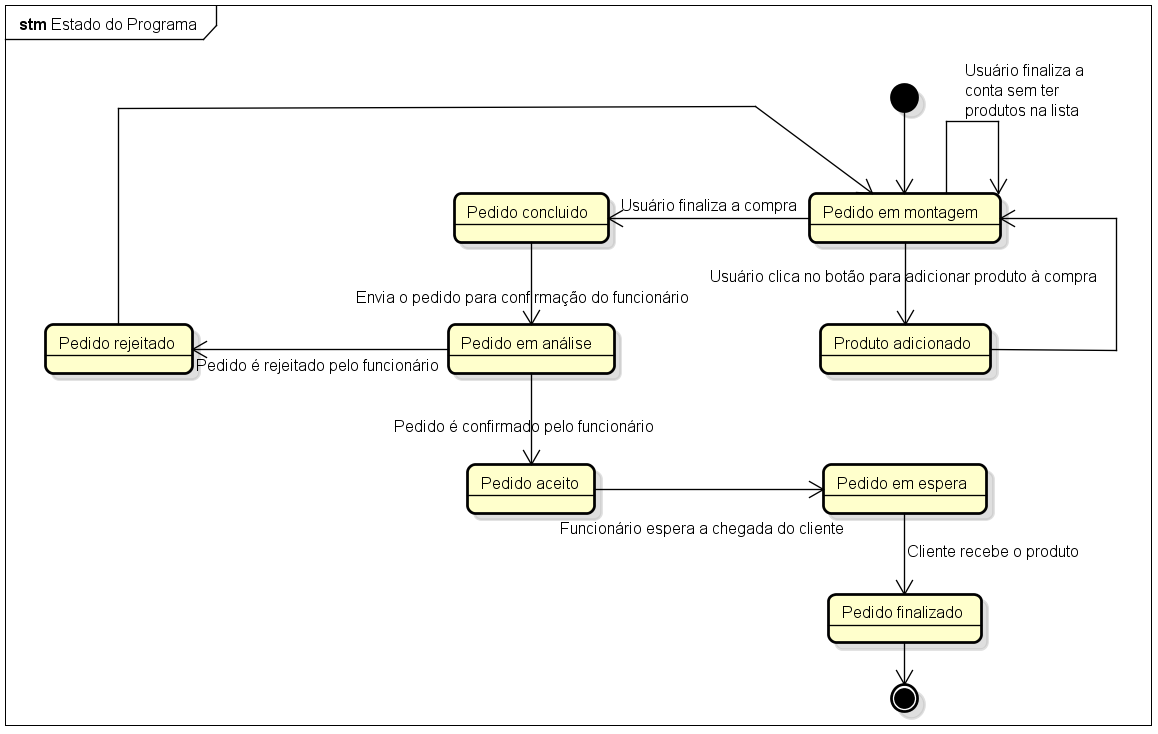 stm Estado do Programa
Usuário finaliza a
conta sem ter
produtos na lista
Pedido concluido
Usuário finaliza a compra
Pedido em montagem
Usuário clica no botão para adicionar produto à compra
Envia o pedido para confirmação do funcionário
Pedido rejeitado
Pedido em análise
Produto adicionado
Pedido é rejeitado pelo funcionário
Pedido é confirmado pelo funcionário
Pedido aceito
Pedido em espera
Funcionário espera a chegada do cliente
Cliente recebe o produto
Pedido finalizado